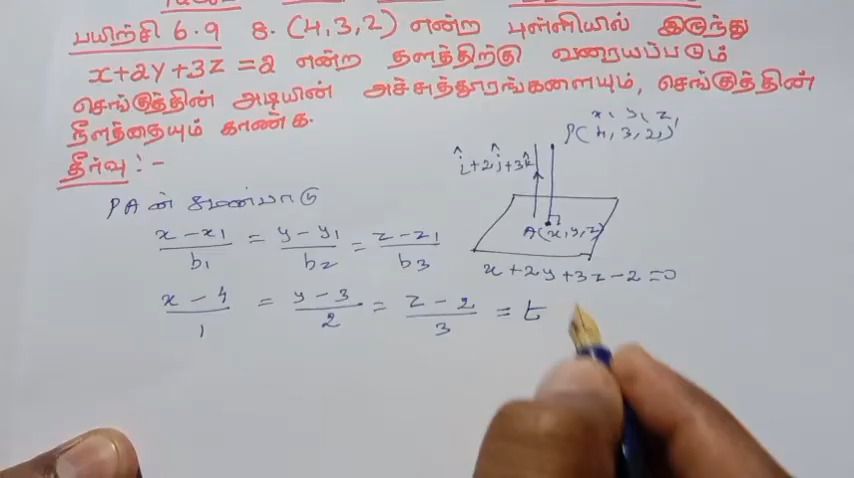 பயிற்சி 6.9 8. (4,3,2) என்ற புள்ளியில் இருந்து
x+2y+3z=2 என்ற தளத்திற்கு வரையப்படும்
செங்குத்தின் அடியின் அச்சுத்தூரங்களையும், செங்குத்தின்
நீளத்தையும் காண்க.
தீர்வு :-
x₁ y₁ z₁
P(4,3,2)
î+2ĵ+3k̂
A(x,y,z)
x+2y+3z-2=0
PA ன் சமன்பாடு
x-x₁/b₁ = y-y₁/b₂ = z-z₁/b₃
x-4/1 = y-3/2 = z-2/3 = t